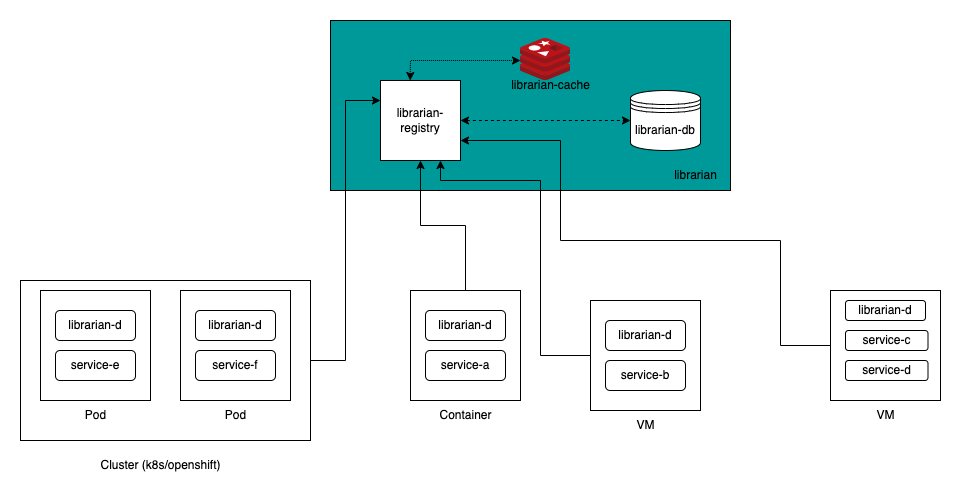 librarian-cache
librarian-
registry
librarian-db
librarian
librarian-d
service-e
Pod
librarian-d
service-f
Pod
Cluster (k8s/openshift)
librarian-d
service-a
Container
librarian-d
service-b
VM
librarian-d
service-c
service-d
VM